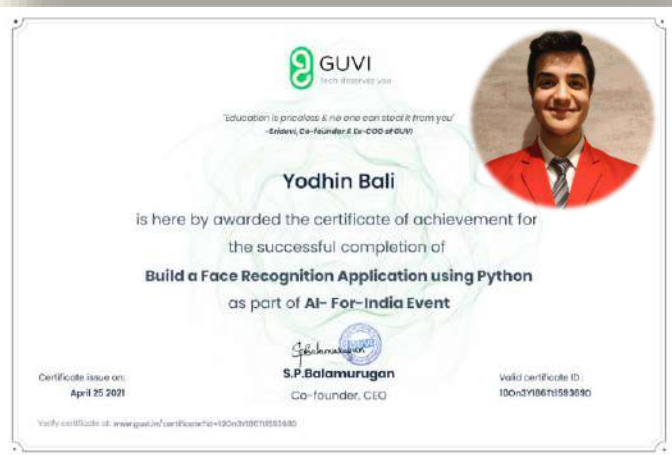 GUVI
Tech deserves you
"Education is priceless & no one can steal it from you"
-Sridevi, Co-founder & Ex-COO of GUVI
Yodhin Bali
is here by awarded the certificate of achievement for
the successful completion of
Build a Face Recognition Application using Python
as part of AI- For-India Event
S.P.Balamurugan
Co-founder, CEO
Certificate issue on:
April 25 2021
Valid certificate ID :
Verify certificate at: